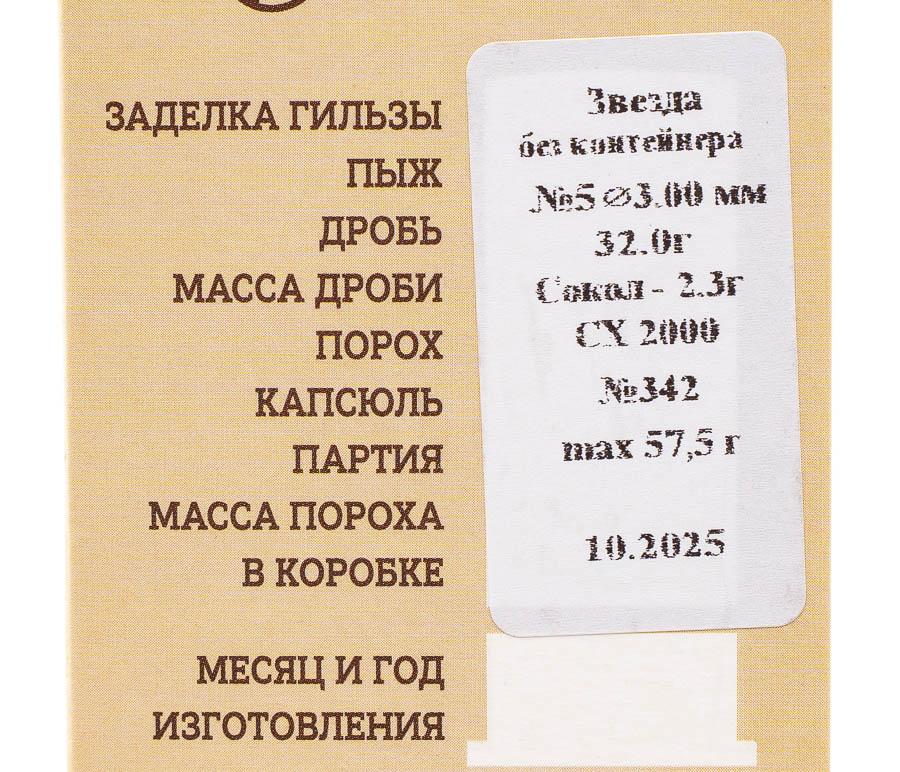 ЗАДЕЛКА ГИЛЬЗЫ
ПЫЖ
ДРОБЬ
МАССА ДРОБИ
ПОРОХ
КАПСЮЛЬ
ПАРТИЯ
МАССА ПОРОХА
В КОРОБКЕ
МЕСЯЦ И ГОД
ИЗГОТОВЛЕНИЯ
Звезда
без контейнера
№5 ⌀3.00 мм
32.0г
Сокол - 2.3г
СХ 2000
№342
max 57,5 г
10.2025